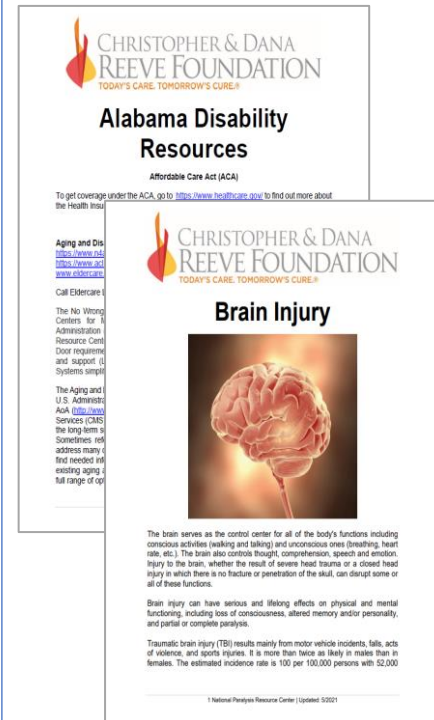 CHRISTOPHER & DANA
REEVE FOUNDATION
TODAY'S CARE. TOMORROW'S CURE.®
Alabama Disability
Resources
Affordable Care Act (ACA)
To get coverage under the ACA, go to https://www.healthcare.gov/ to find out more about
the Health Insu
Aging and Dis
https://www.n4a
https://www.acl
www.eldercare.
Call Eldercare L
The No Wrong
Centers for M
Administration
Resource Cent
Door requireme
and support (L
Systems simplif
The Aging and
U.S. Administra
AoA (http://www
Services (CMS
the long-term s
Sometimes ref
address many c
find needed inf
existing aging a
full range of opt
CHRISTOPHER & DANA
REEVE FOUNDATION
TODAY'S CARE. TOMORROW'S CURE.®
Brain Injury
The brain serves as the control center for all of the body's functions including
conscious activities (walking and talking) and unconscious ones (breathing, heart
rate, etc.). The brain also controls thought, comprehension, speech and emotion.
Injury to the brain, whether the result of severe head trauma or a closed head
injury in which there is no fracture or penetration of the skull, can disrupt some or
all of these functions.
Brain injury can have serious and lifelong effects on physical and mental
functioning, including loss of consciousness, altered memory and/or personality,
and partial or complete paralysis.
Traumatic brain injury (TBI) results mainly from motor vehicle incidents, falls, acts
of violence, and sports injuries. It is more than twice as likely in males than in
females. The estimated incidence rate is 100 per 100,000 persons with 52,000
1 National Paralysis Resource Center | Updated: 5/2021